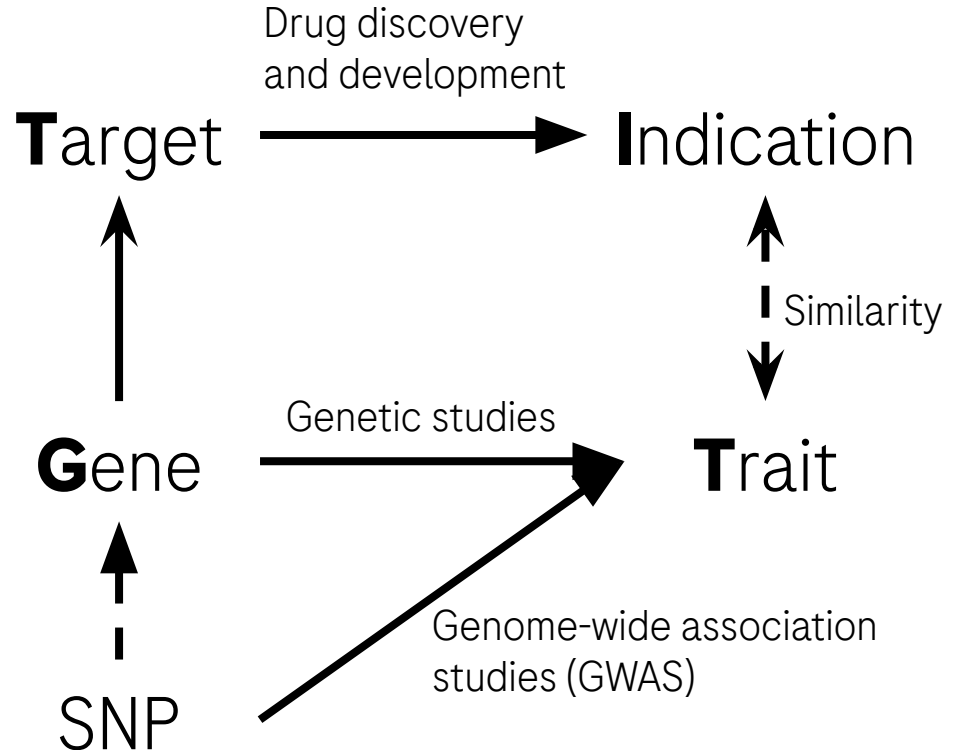 Drug discovery
and development
Target
Indication
Similarity
Genetic studies
Gene
Trait
Genome-wide association
studies (GWAS)
SNP